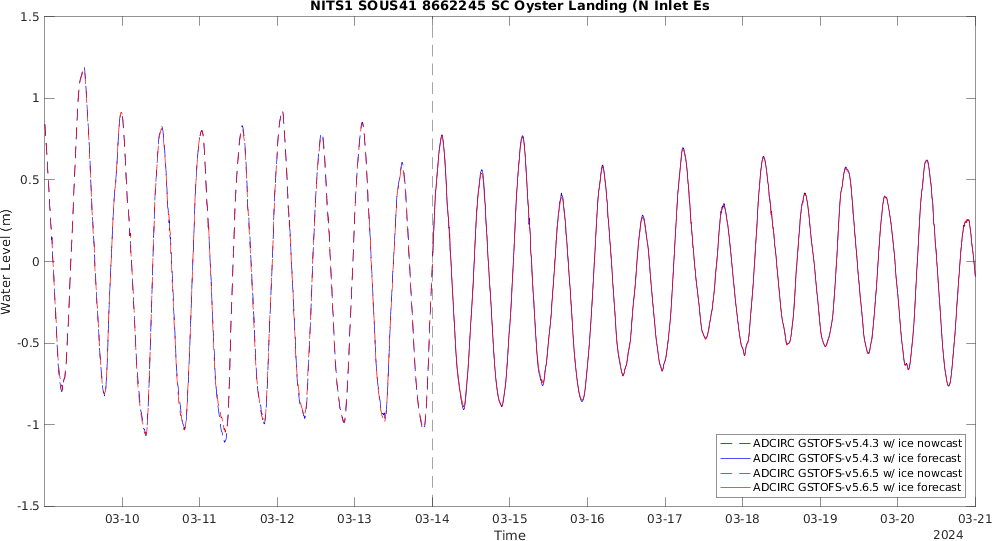 NITS1 SOUS41 8662245 SC Oyster Landing (N Inlet Es
Water Level (m)
1.5
1
0.5
0
-0.5
-1
-1.5
03-10 03-11 03-12 03-13 03-14 03-15 03-16 03-17 03-18 03-19 03-20 03-21
Time
2024
ADCIRC GSTOFS-v5.4.3 w/ ice nowcast
ADCIRC GSTOFS-v5.4.3 w/ ice forecast
ADCIRC GSTOFS-v5.6.5 w/ ice nowcast
ADCIRC GSTOFS-v5.6.5 w/ ice forecast